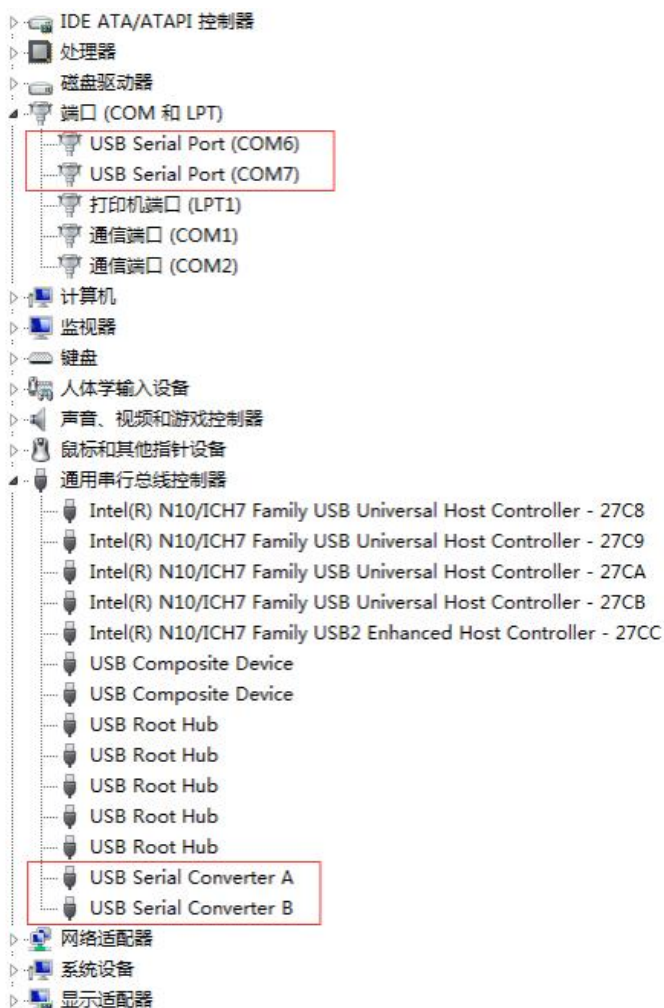 IDE ATA/ATAPI 控制器
处理器
磁盘驱动器
端口 (COM 和 LPT)
USB Serial Port (COM6)
USB Serial Port (COM7)
打印机端口 (LPT1)
通信端口 (COM1)
通信端口 (COM2)
计算机
监视器
键盘
人体学输入设备
声音、视频和游戏控制器
鼠标和其他指针设备
通用串行总线控制器
Intel(R) N10/ICH7 Family USB Universal Host Controller - 27C8
Intel(R) N10/ICH7 Family USB Universal Host Controller - 27C9
Intel(R) N10/ICH7 Family USB Universal Host Controller - 27CA
Intel(R) N10/ICH7 Family USB Universal Host Controller - 27CB
Intel(R) N10/ICH7 Family USB2 Enhanced Host Controller - 27CC
USB Composite Device
USB Composite Device
USB Root Hub
USB Root Hub
USB Root Hub
USB Root Hub
USB Root Hub
USB Serial Converter A
USB Serial Converter B
网络适配器
系统设备
显示适配器